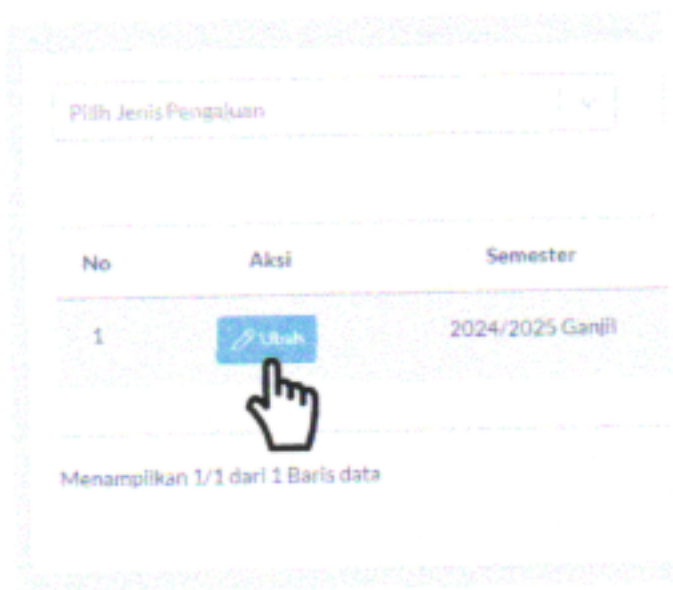 Pilih Jenis Pengajuan
No Aksi Semester
1 Ubah 2024/2025 Ganjil
Menampilkan 1/1 dari 1 Baris data